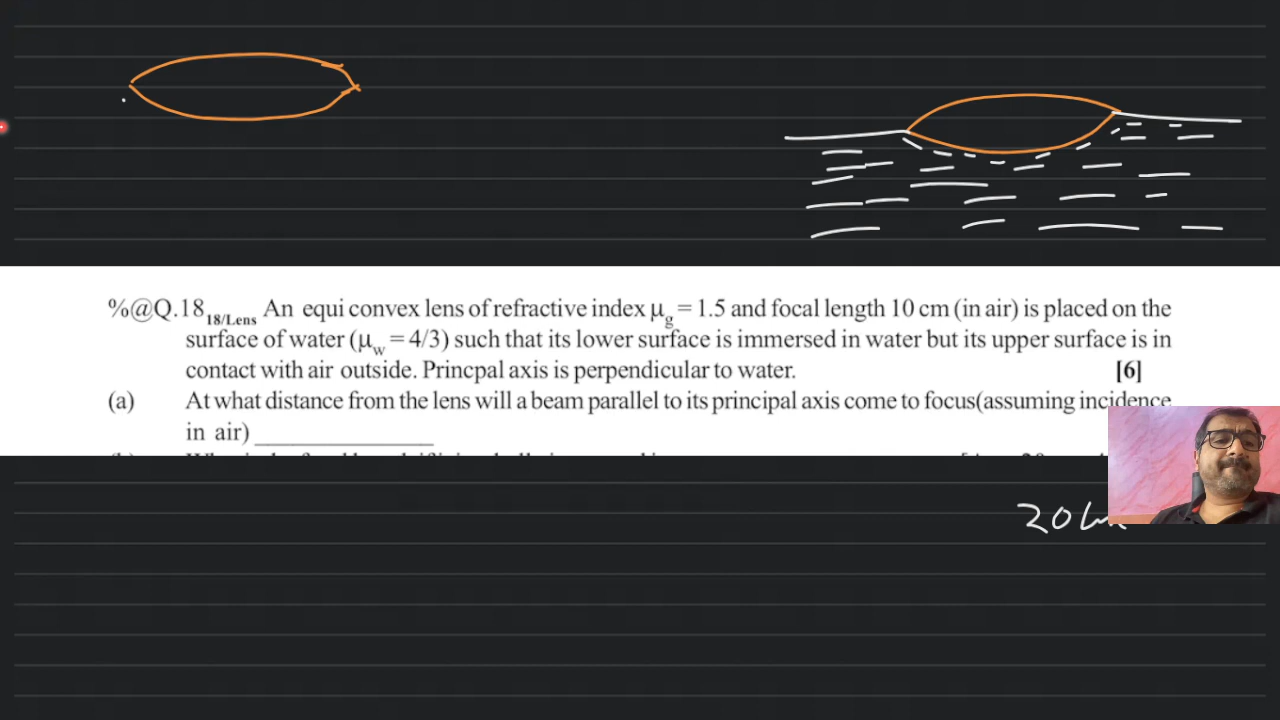 %@Q.18 18/Lens An equi convex lens of refractive index μg = 1.5 and focal length 10 cm (in air) is placed on the
surface of water (μw = 4/3) such that its lower surface is immersed in water but its upper surface is in
contact with air outside. Princpal axis is perpendicular to water. [6]
(a) At what distance from the lens will a beam parallel to its principal axis come to focus(assuming incidence
in air) ________________
20